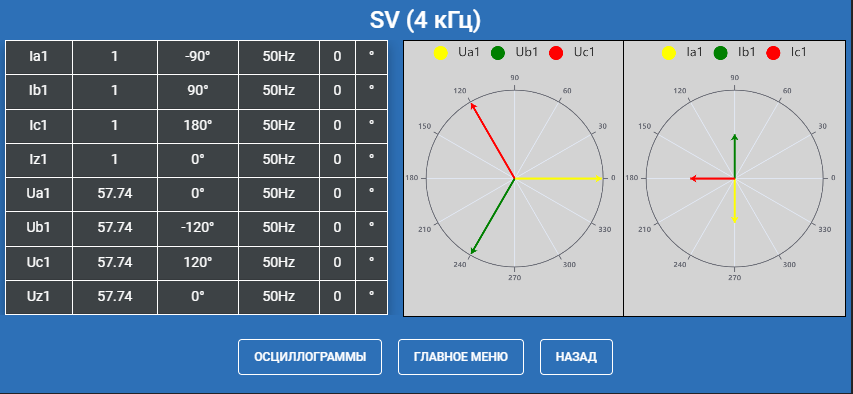 SV (4 кГц)
Ia1 1 -90° 50Hz 0 °
Ib1 1 90° 50Hz 0 °
Ic1 1 180° 50Hz 0 °
Iz1 1 0° 50Hz 0 °
Ua1 57.74 0° 50Hz 0 °
Ub1 57.74 -120° 50Hz 0 °
Uc1 57.74 120° 50Hz 0 °
Uz1 57.74 0° 50Hz 0 °
Ua1 Ub1 Uc1
90
120 60
150 30
180 0
210 330
240 300
270
Ia1 Ib1 Ic1
90
120 60
150 30
180 0
210 330
240 300
270
ОСЦИЛЛОГРАММЫ ГЛАВНОЕ МЕНЮ НАЗАД